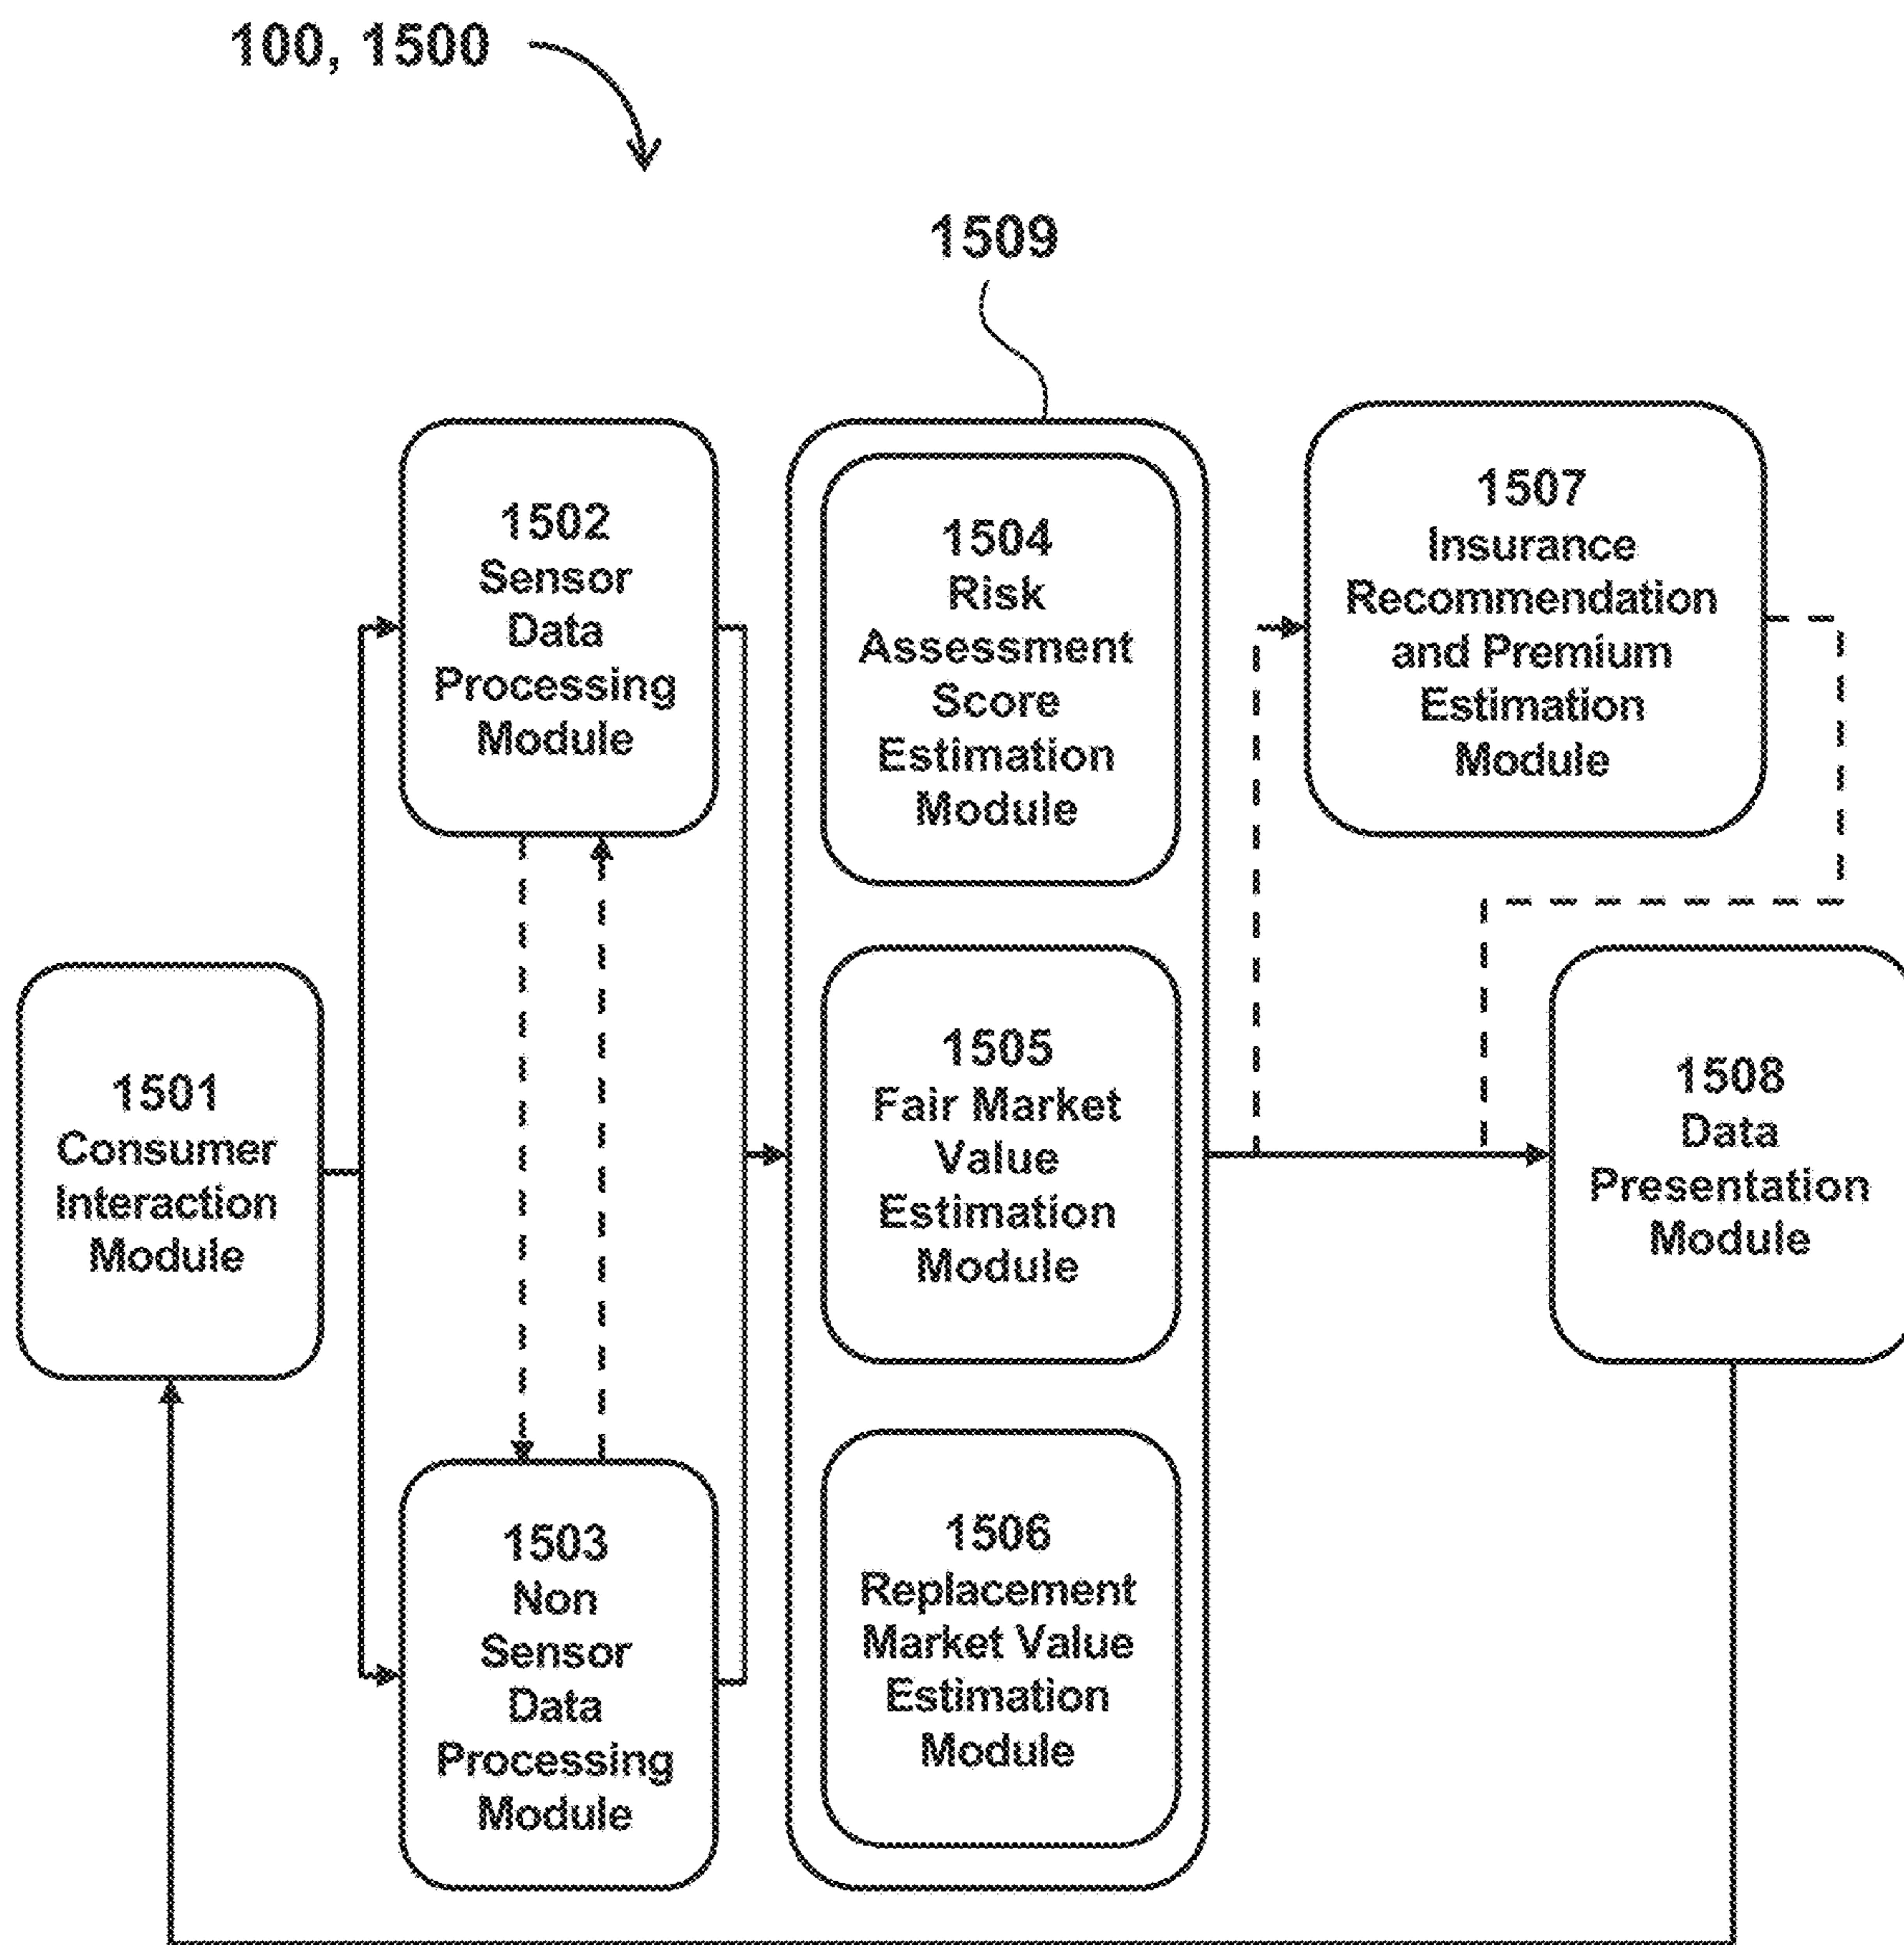 100, 1500
1509
1502
Sensor
Data
Processing
Module
1504
Risk
Assessment
Score
Estimation
Module
1507
Insurance
Recommendation
and Premium
Estimation
Module
1501
Consumer
Interaction
Module
1505
Fair Market
Value
Estimation
Module
1508
Data
Presentation
Module
1503
Non
Sensor
Data
Processing
Module
1506
Replacement
Market Value
Estimation
Module